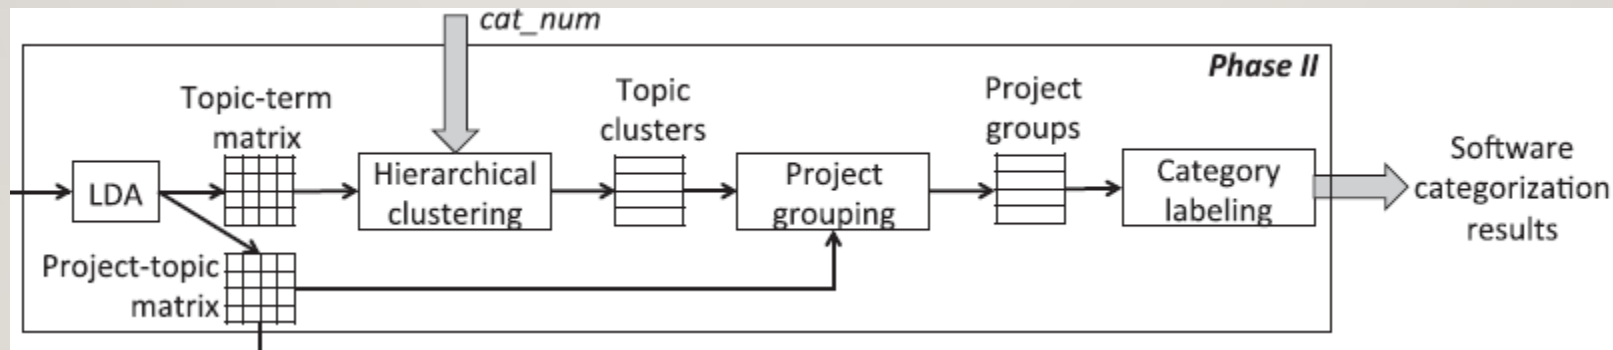 cat_num
Phase II
Topic-term
matrix
Topic
clusters
Project
groups
LDA
Hierarchical
clustering
Project
grouping
Category
labeling
Software
categorization
results
Project-topic
matrix